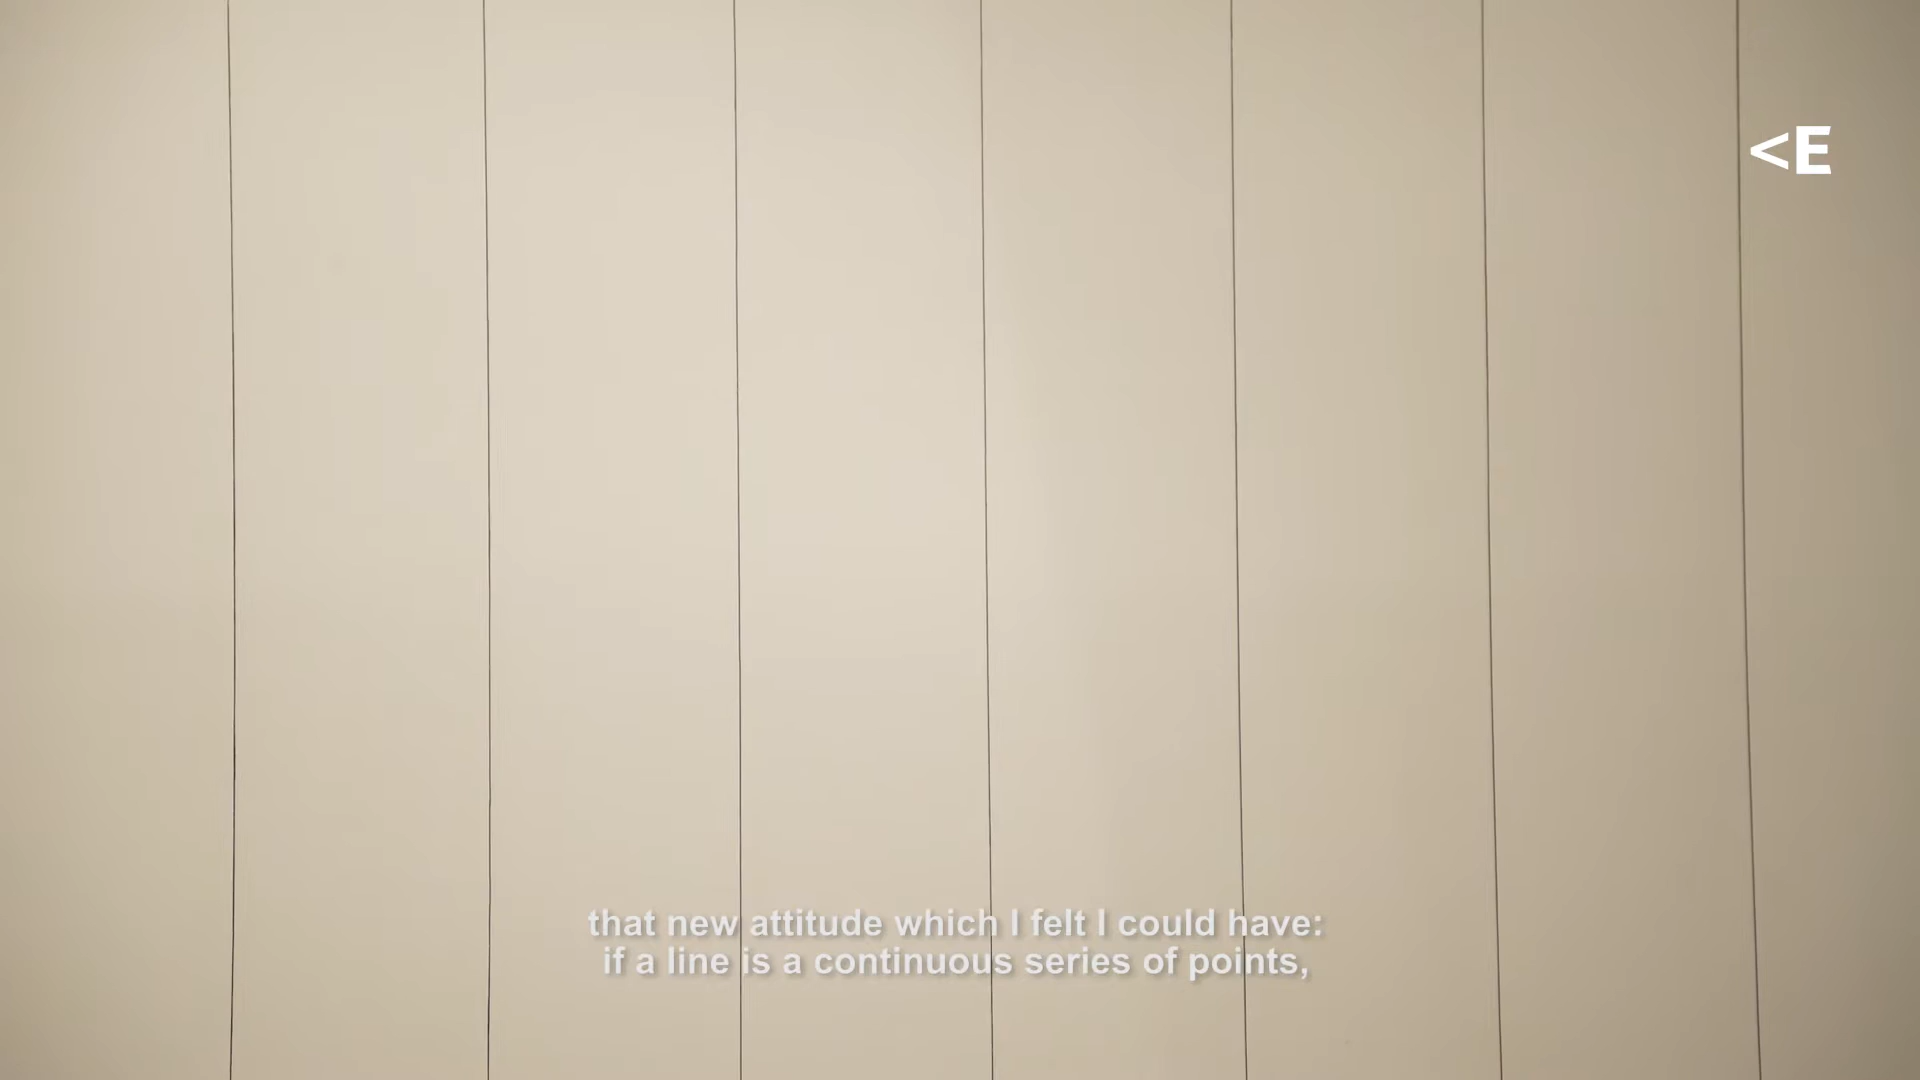 <E
that new attitude which I felt I could have:
if a line is a continuous series of points,